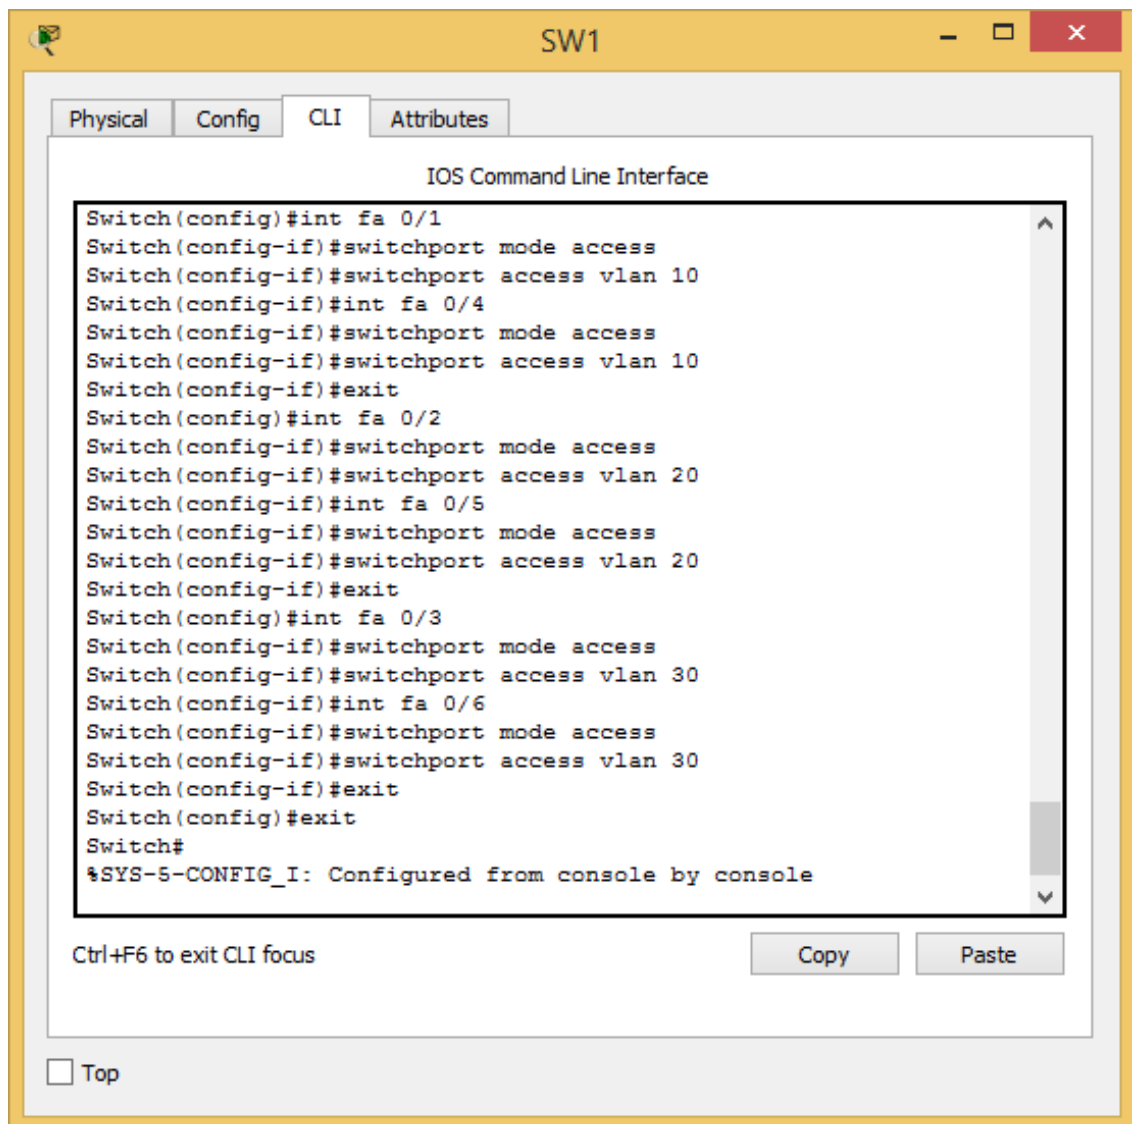 SW1
Physical Config CLI Attributes
IOS Command Line Interface
Switch(config)#int fa 0/1
Switch(config-if)#switchport mode access
Switch(config-if)#switchport access vlan 10
Switch(config-if)#int fa 0/4
Switch(config-if)#switchport mode access
Switch(config-if)#switchport access vlan 10
Switch(config-if)#exit
Switch(config)#int fa 0/2
Switch(config-if)#switchport mode access
Switch(config-if)#switchport access vlan 20
Switch(config-if)#int fa 0/5
Switch(config-if)#switchport mode access
Switch(config-if)#switchport access vlan 20
Switch(config-if)#exit
Switch(config)#int fa 0/3
Switch(config-if)#switchport mode access
Switch(config-if)#switchport access vlan 30
Switch(config-if)#int fa 0/6
Switch(config-if)#switchport mode access
Switch(config-if)#switchport access vlan 30
Switch(config-if)#exit
Switch(config)#exit
Switch#
%SYS-5-CONFIG_I: Configured from console by console
Ctrl+F6 to exit CLI focus Copy Paste
Top